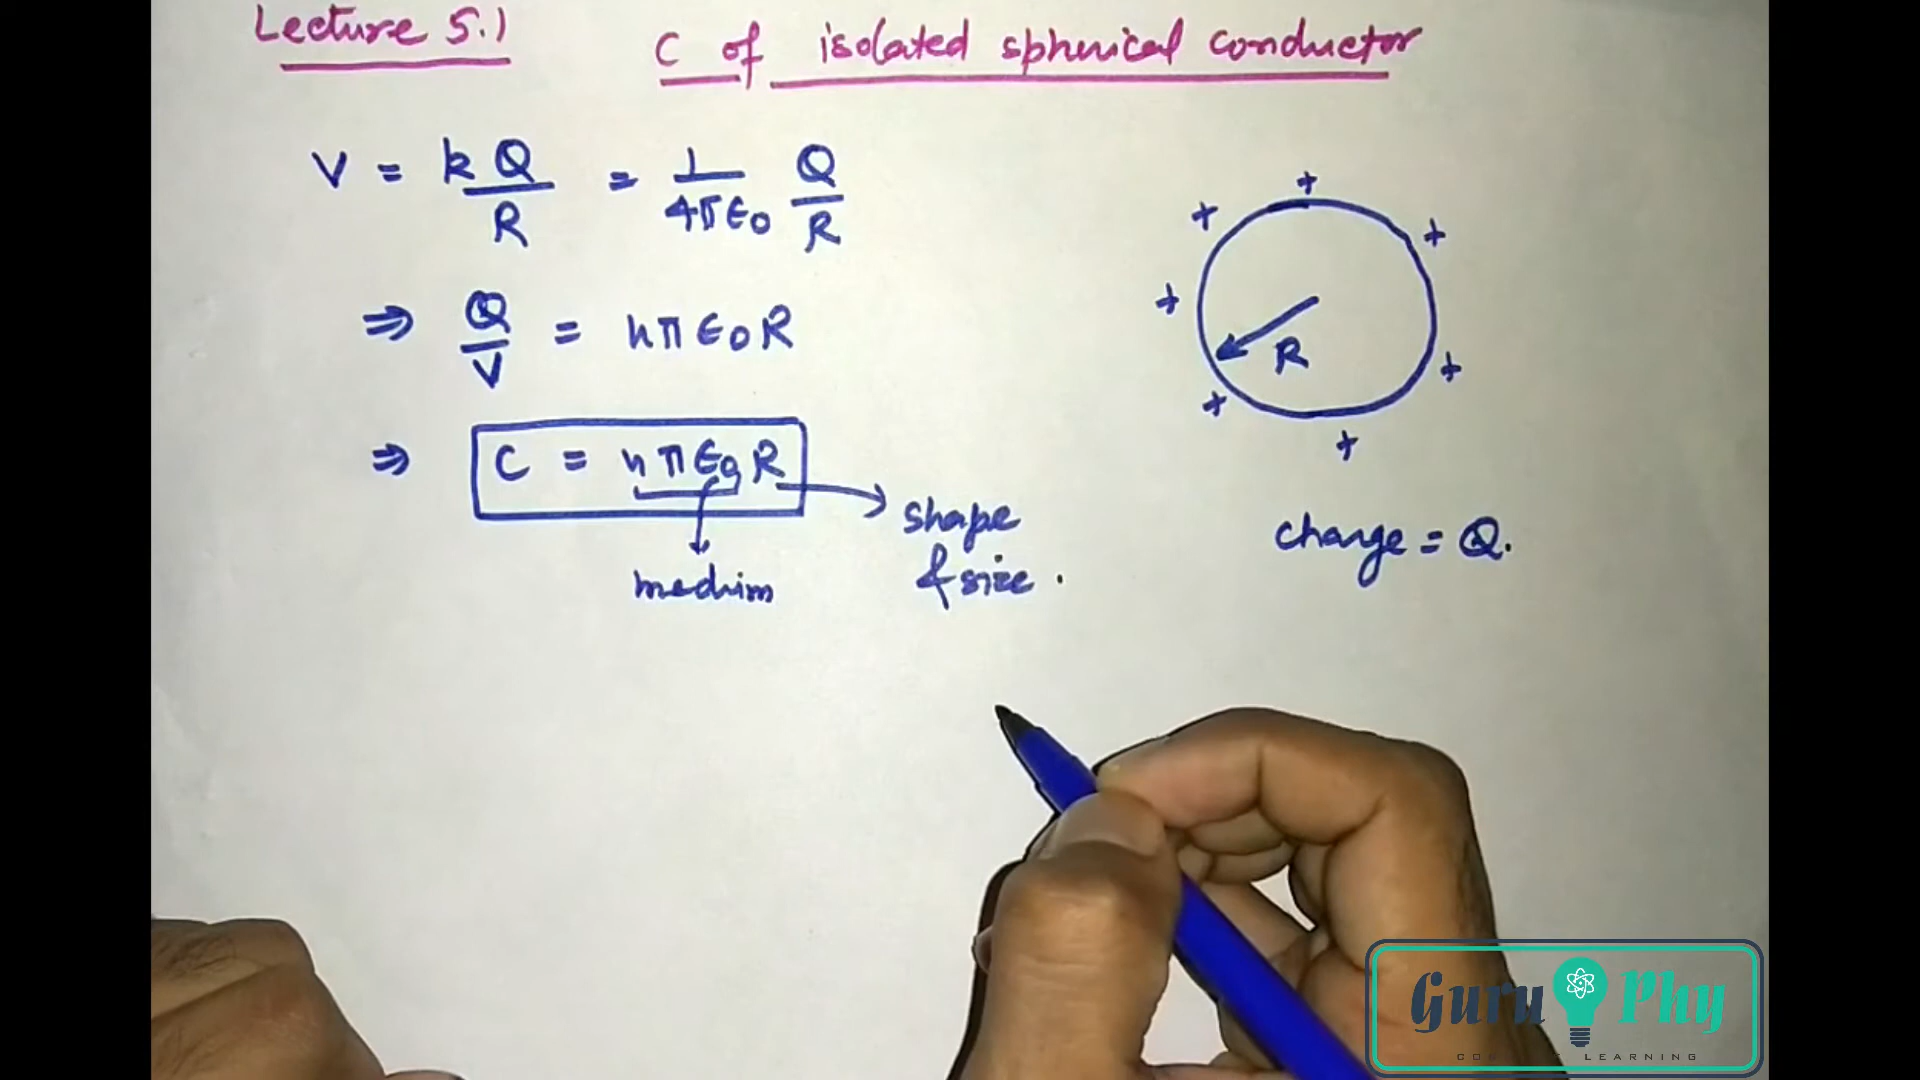 Lecture 5.1
C of isolated spherical conductor
V = kQ/R = 1/4πε0 Q/R
⇒ Q/V = 4πε0R
⇒ C = 4πε0R
medium
shape
& size.
+ + + + + + + +
R
charge = Q.
Guru Phy
LEARNING